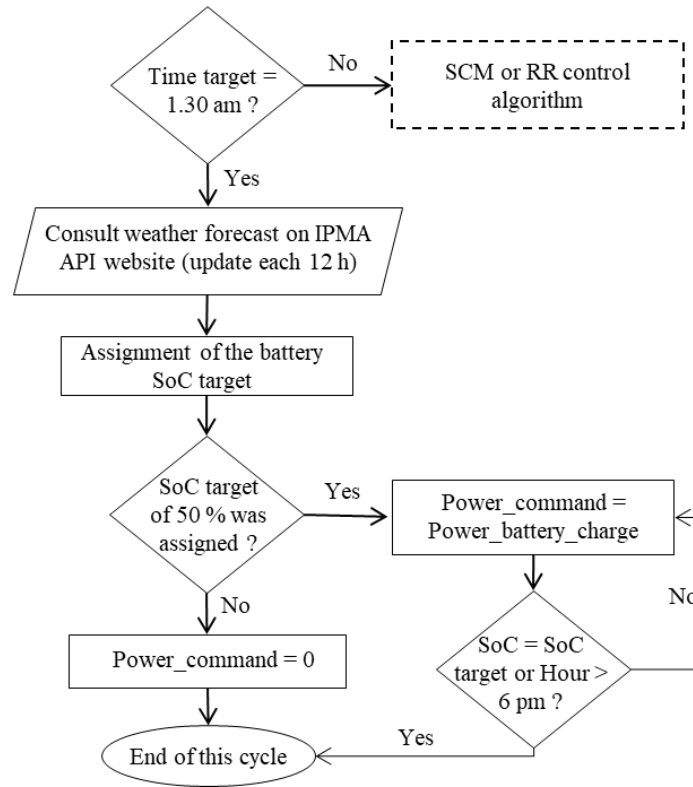 Time target =
1.30 am ?
No
SCM or RR control
algorithm
Yes
Consult weather forecast on IPMA
API website (update each 12 h)
Assignment of the battery
SoC target
SoC target
of 50 % was
assigned ?
Yes
Power_command =
Power_battery_charge
No
No
Power_command = 0
SoC = SoC
target or Hour >
6 pm ?
Yes
End of this cycle